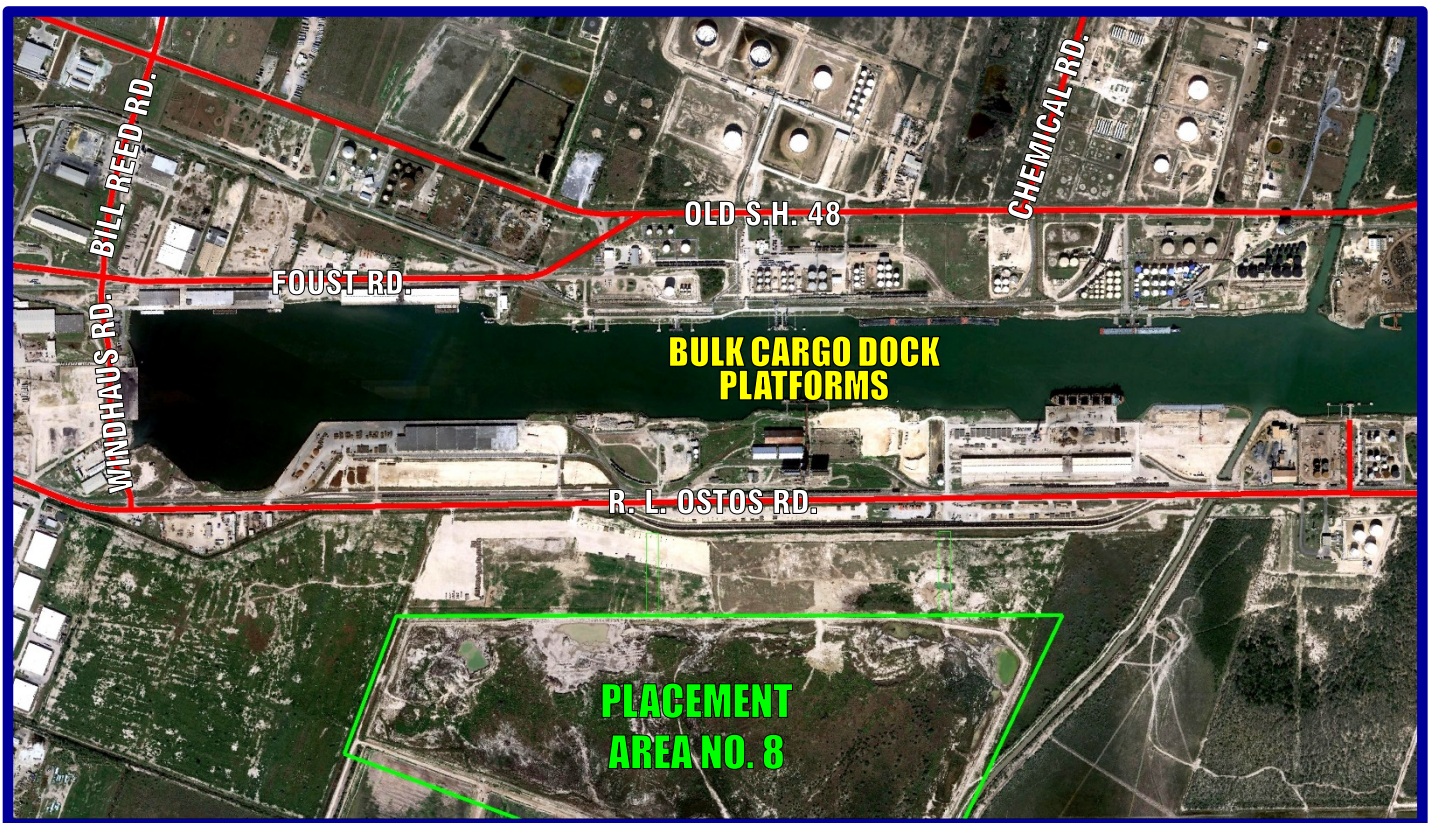 BILL REED RD.
CHEMICAL RD.
OLD S.H. 48
FOUST RD.
WINDHAUS RD.
BULK CARGO DOCK
PLATFORMS
R. L. OSTOS RD.
PLACEMENT
AREA NO. 8